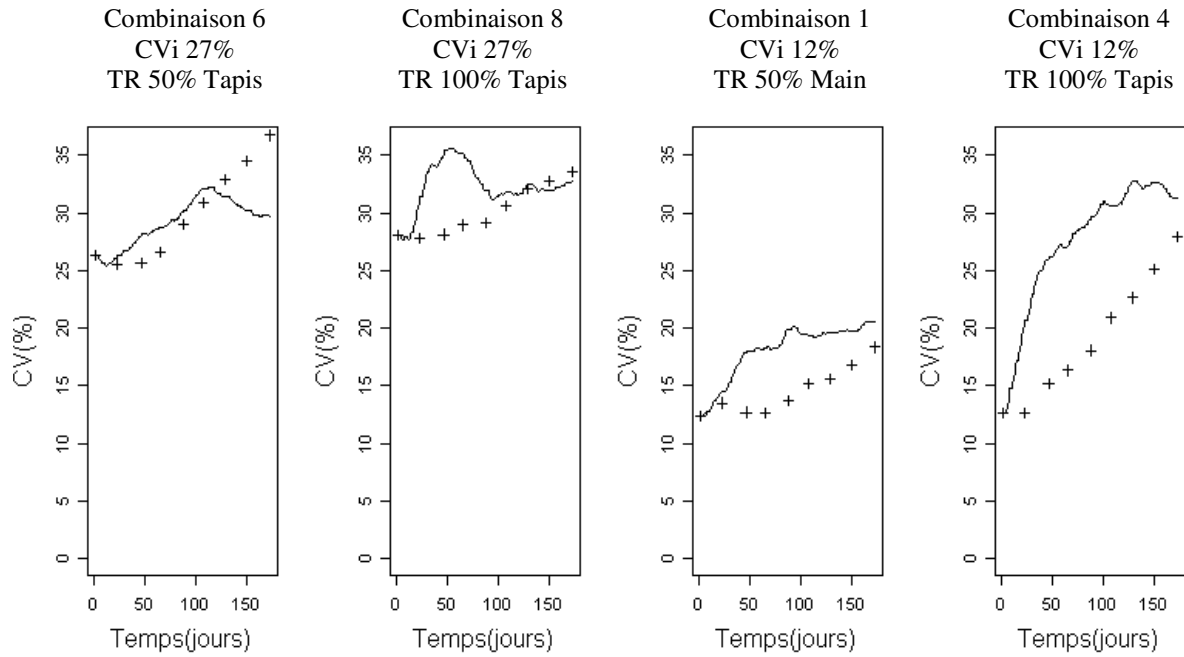 Combinaison 6
CVi 27%
TR 50% Tapis
Combinaison 8
CVi 27%
TR 100% Tapis
Combinaison 1
CVi 12%
TR 50% Main
Combinaison 4
CVi 12%
TR 100% Tapis
CV(%)
35
30
25
20
15
10
5
0
0 50 100 150
Temps(jours)
CV(%)
35
30
25
20
15
10
5
0
0 50 100 150
Temps(jours)
CV(%)
35
30
25
20
15
10
5
0
0 50 100 150
Temps(jours)
CV(%)
35
30
25
20
15
10
5
0
0 50 100 150
Temps(jours)